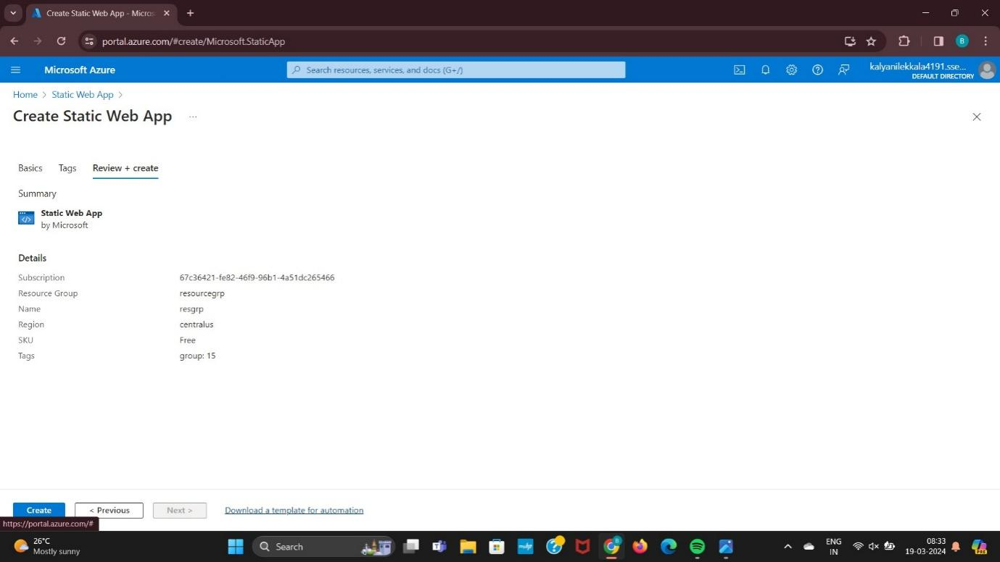 Create Static Web App - Micros
portal.azure.com/#create/Microsoft.StaticApp
B
Microsoft Azure
Search resources, services, and docs (G+/)
kalyanilekkala4191.sse...
DEFAULT DIRECTORY
Home > Static Web App >
Create Static Web App ...
Basics Tags Review + create
Summary
Static Web App
by Microsoft
Details
Subscription 67c36421-fe82-46f9-96b1-4a51dc265466
Resource Group resourcegrp
Name resgrp
Region centralus
SKU Free
Tags group: 15
Create < Previous Next > Download a template for automation
https://portal.azure.com/#
26°C
Mostly sunny
Search
ENG
IN
08:33
19-03-2024
PRE